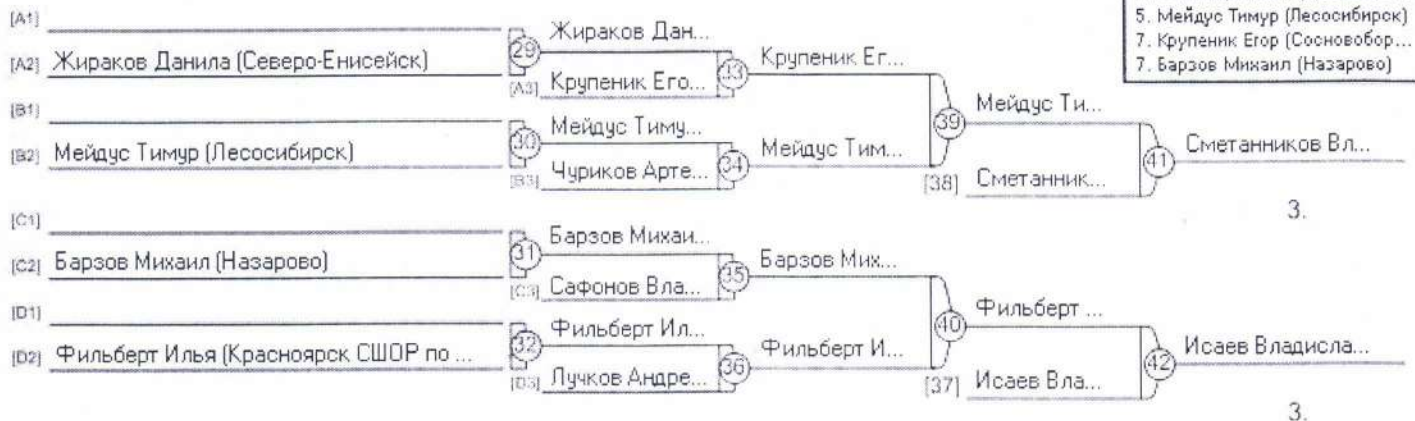 5. Мейдус Тимур (Лесосибирск)
7. Крупеник Егор (Сосновобор...
7. Барзов Михаил (Назарово)
[A1]
[A2] Жираков Данила (Северо-Енисейск)
29
Жираков Дан...
[A3] Крупеник Его...
33
Крупеник Ег...
[B1]
[B2] Мейдус Тимур (Лесосибирск)
30
Мейдус Тиму...
[B3] Чуриков Арте...
34
Мейдус Тим...
39
Мейдус Ти...
[38] Сметанник...
41
Сметанников Вл...
3.
[C1]
[C2] Барзов Михаил (Назарово)
31
Барзов Михаи...
[C3] Сафонов Вла...
35
Барзов Мих...
[D1]
[D2] Фильберт Илья (Красноярск СШОР по ...
32
Фильберт Ил...
[D3] Лучков Андре...
36
Фильберт И...
40
Фильберт ...
[37] Исаев Вла...
42
Исаев Владисла...
3.